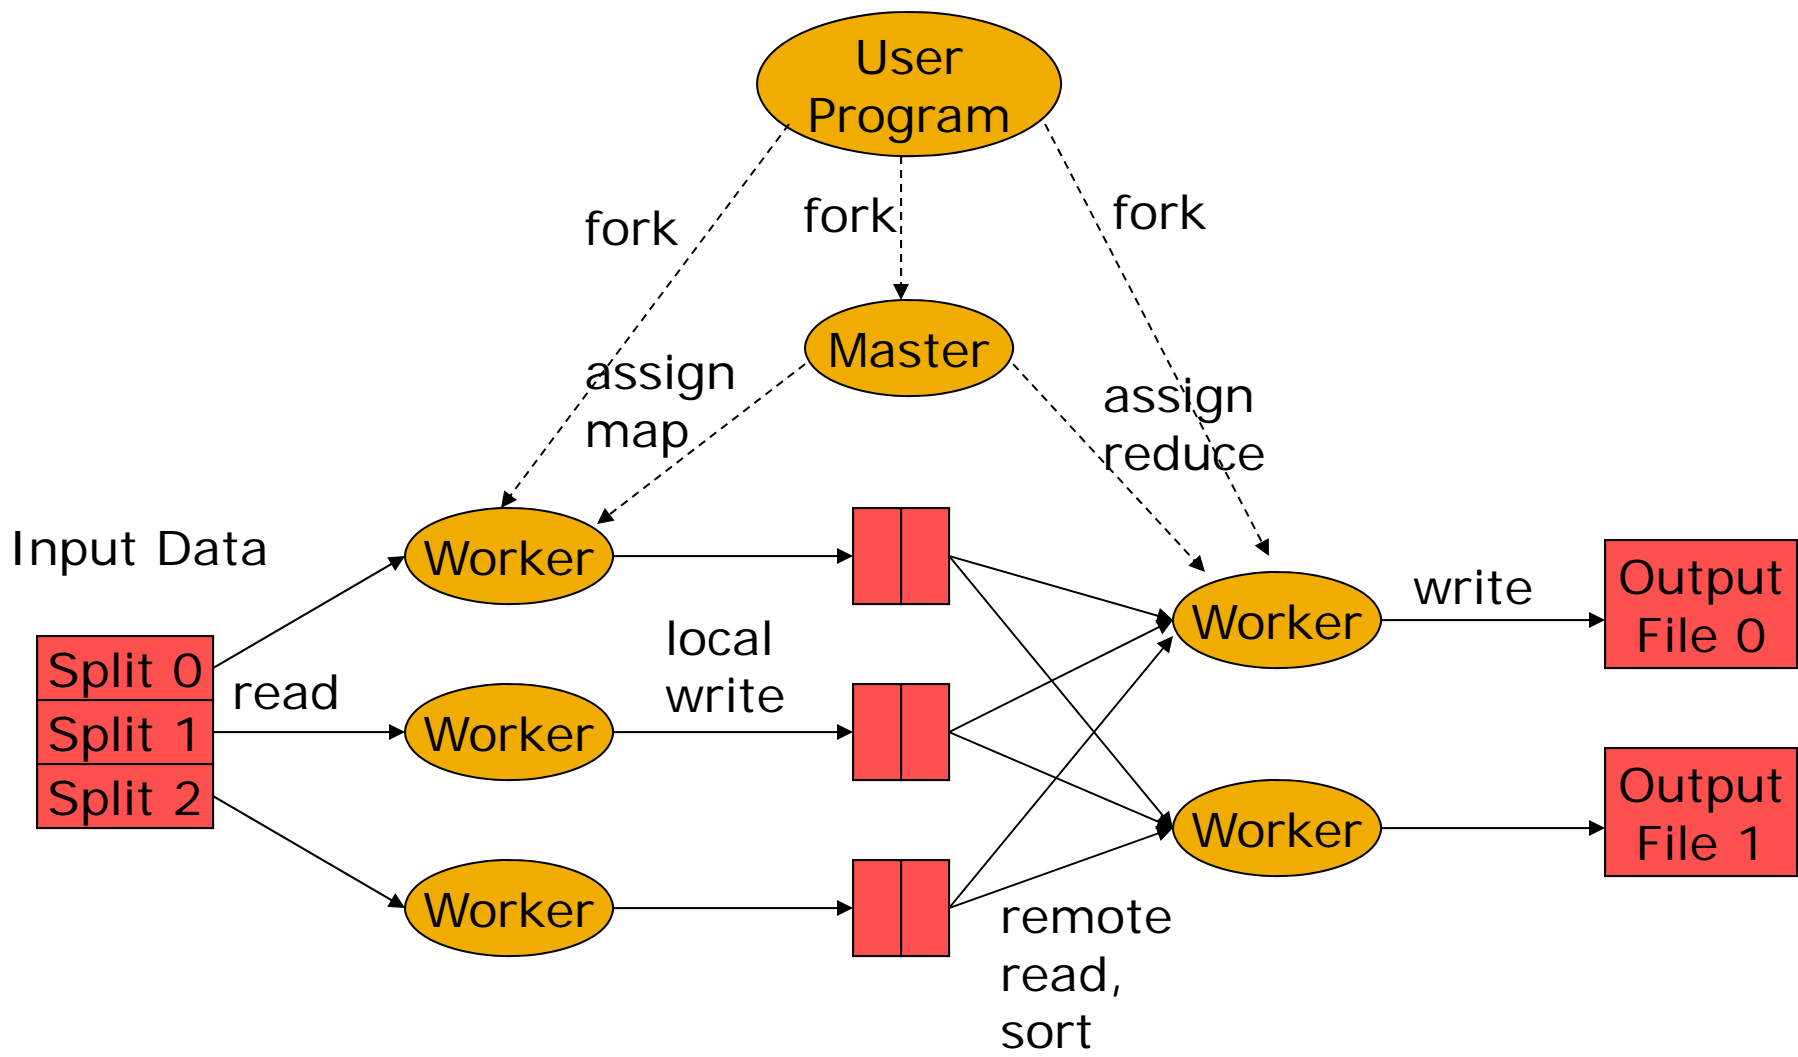 User
Program
fork
fork
fork
Master
assign
map
assign
reduce
Input Data
Worker
Split 0
Split 1
Split 2
read
Worker
local
write
Worker
Worker
write
Output
File 0
Worker
Output
File 1
remote
read,
sort